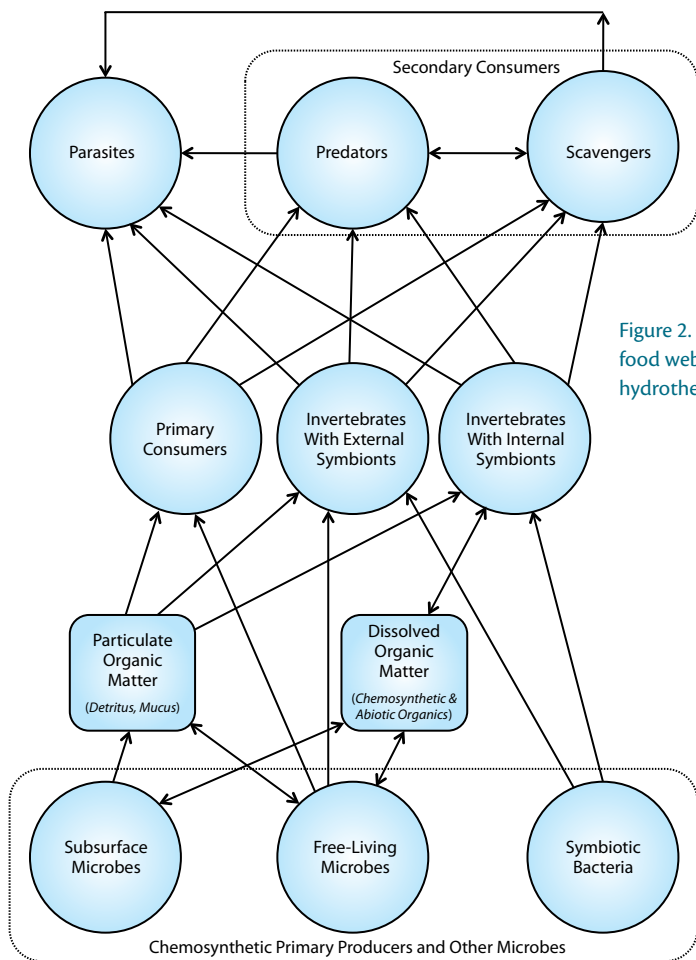 Secondary Consumers
Parasites
Predators
Scavengers
Figure 2.
food web
hydrothe
Primary
Consumers
Invertebrates
With External
Symbionts
Invertebrates
With Internal
Symbionts
Particulate
Organic
Matter
(Detritus, Mucus)
Dissolved
Organic
Matter
(Chemosynthetic &
Abiotic Organics)
Subsurface
Microbes
Free-Living
Microbes
Symbiotic
Bacteria
Chemosynthetic Primary Producers and Other Microbes